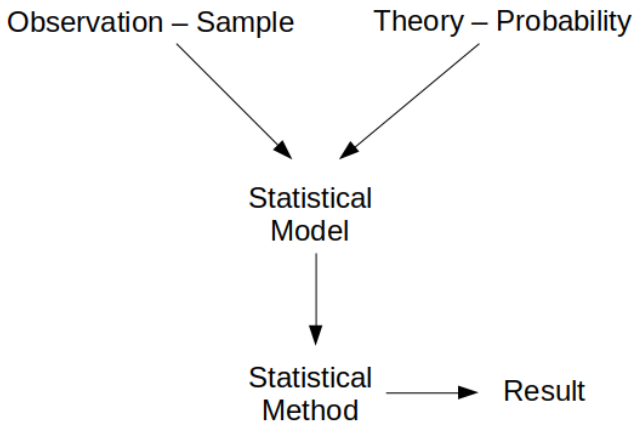 Observation – Sample
Theory – Probability
Statistical
Model
Statistical
Method
Result